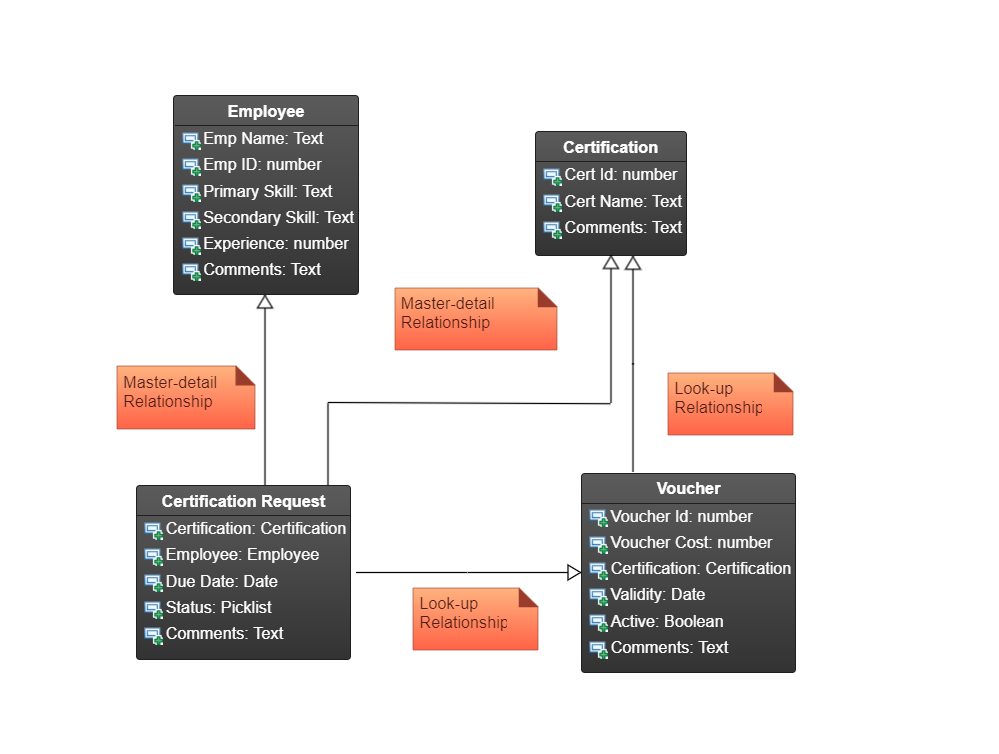 Employee
Emp Name: Text
Emp ID: number
Primary Skill: Text
Secondary Skill: Text
Experience: number
Comments: Text
Certification
Cert Id: number
Cert Name: Text
Comments: Text
Master-detail
Relationship
Master-detail
Relationship
Look-up
Relationship
Certification Request
Certification: Certification
Employee: Employee
Due Date: Date
Status: Picklist
Comments: Text
Look-up
Relationship
Voucher
Voucher Id: number
Voucher Cost: number
Certification: Certification
Validity: Date
Active: Boolean
Comments: Text